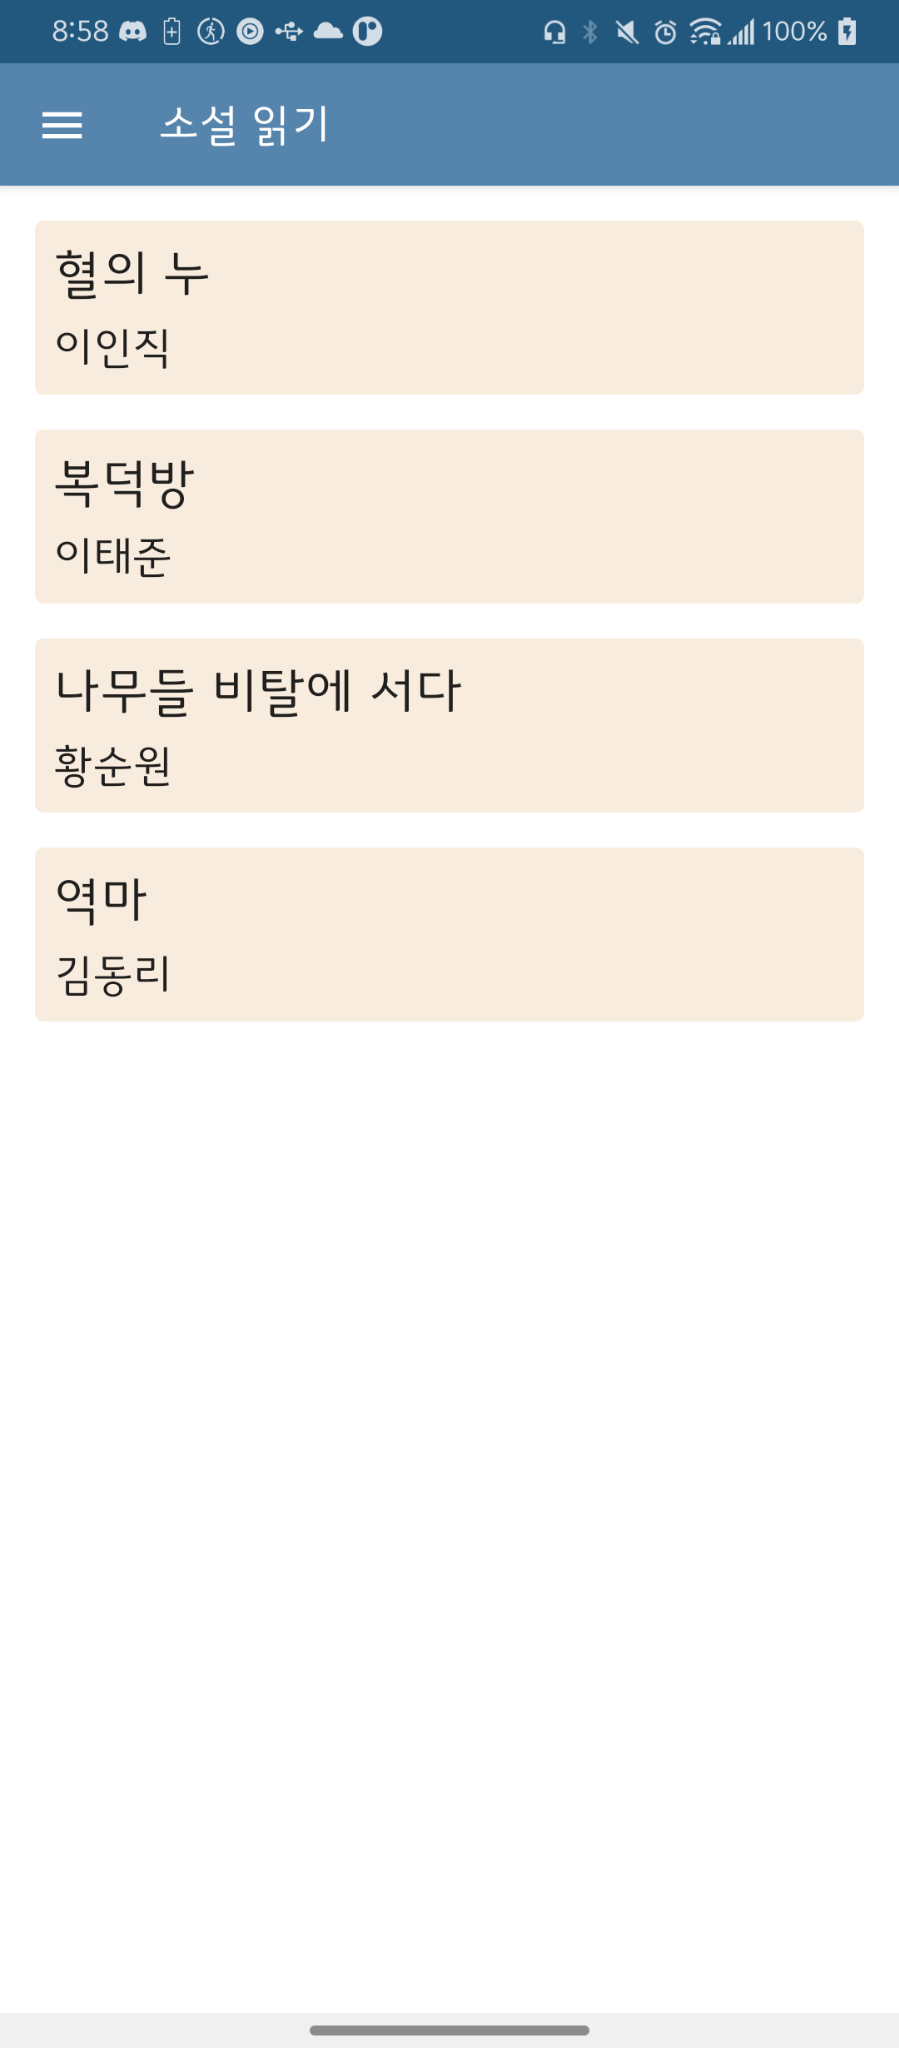 8:58
100%
소설 읽기
혈의 누
이인직
복덕방
이태준
나무들 비탈에 서다
황순원
역마
김동리